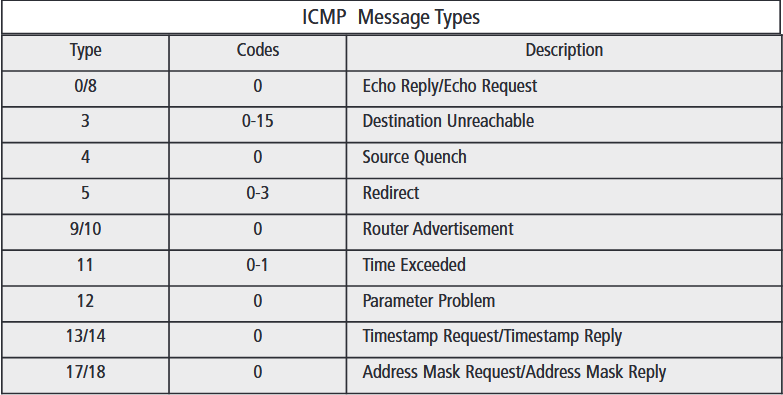 ICMP Message Types
Type Codes Description
0/8 0 Echo Reply/Echo Request
3 0-15 Destination Unreachable
4 0 Source Quench
5 0-3 Redirect
9/10 0 Router Advertisement
11 0-1 Time Exceeded
12 0 Parameter Problem
13/14 0 Timestamp Request/Timestamp Reply
17/18 0 Address Mask Request/Address Mask Reply